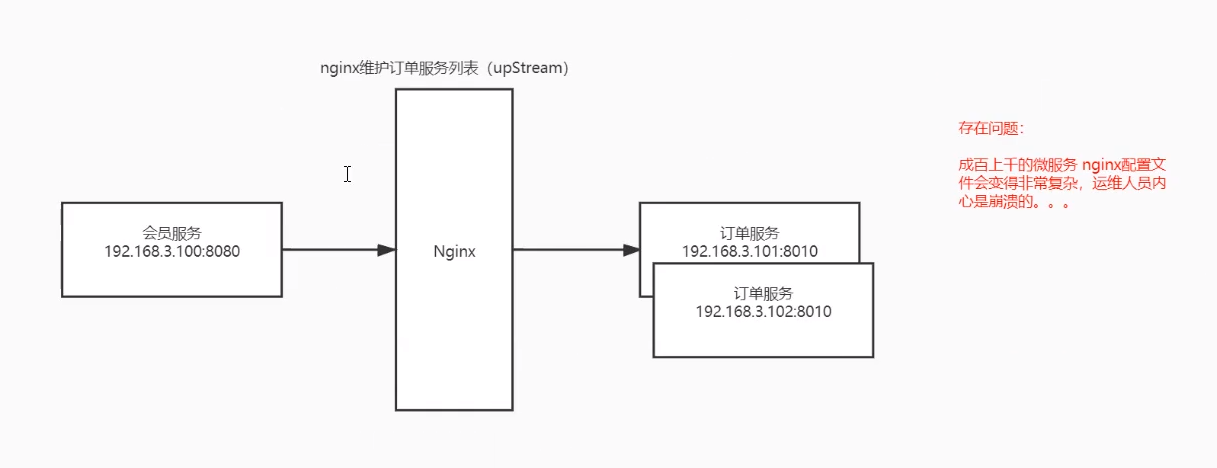 nginx维护订单服务列表（upStream）
存在问题：
成百上千的微服务 nginx配置文
件会变得非常复杂，运维人员内
心是崩溃的。。。
会员服务
192.168.3.100:8080
Nginx
订单服务
192.168.3.101:8010
订单服务
192.168.3.102:8010